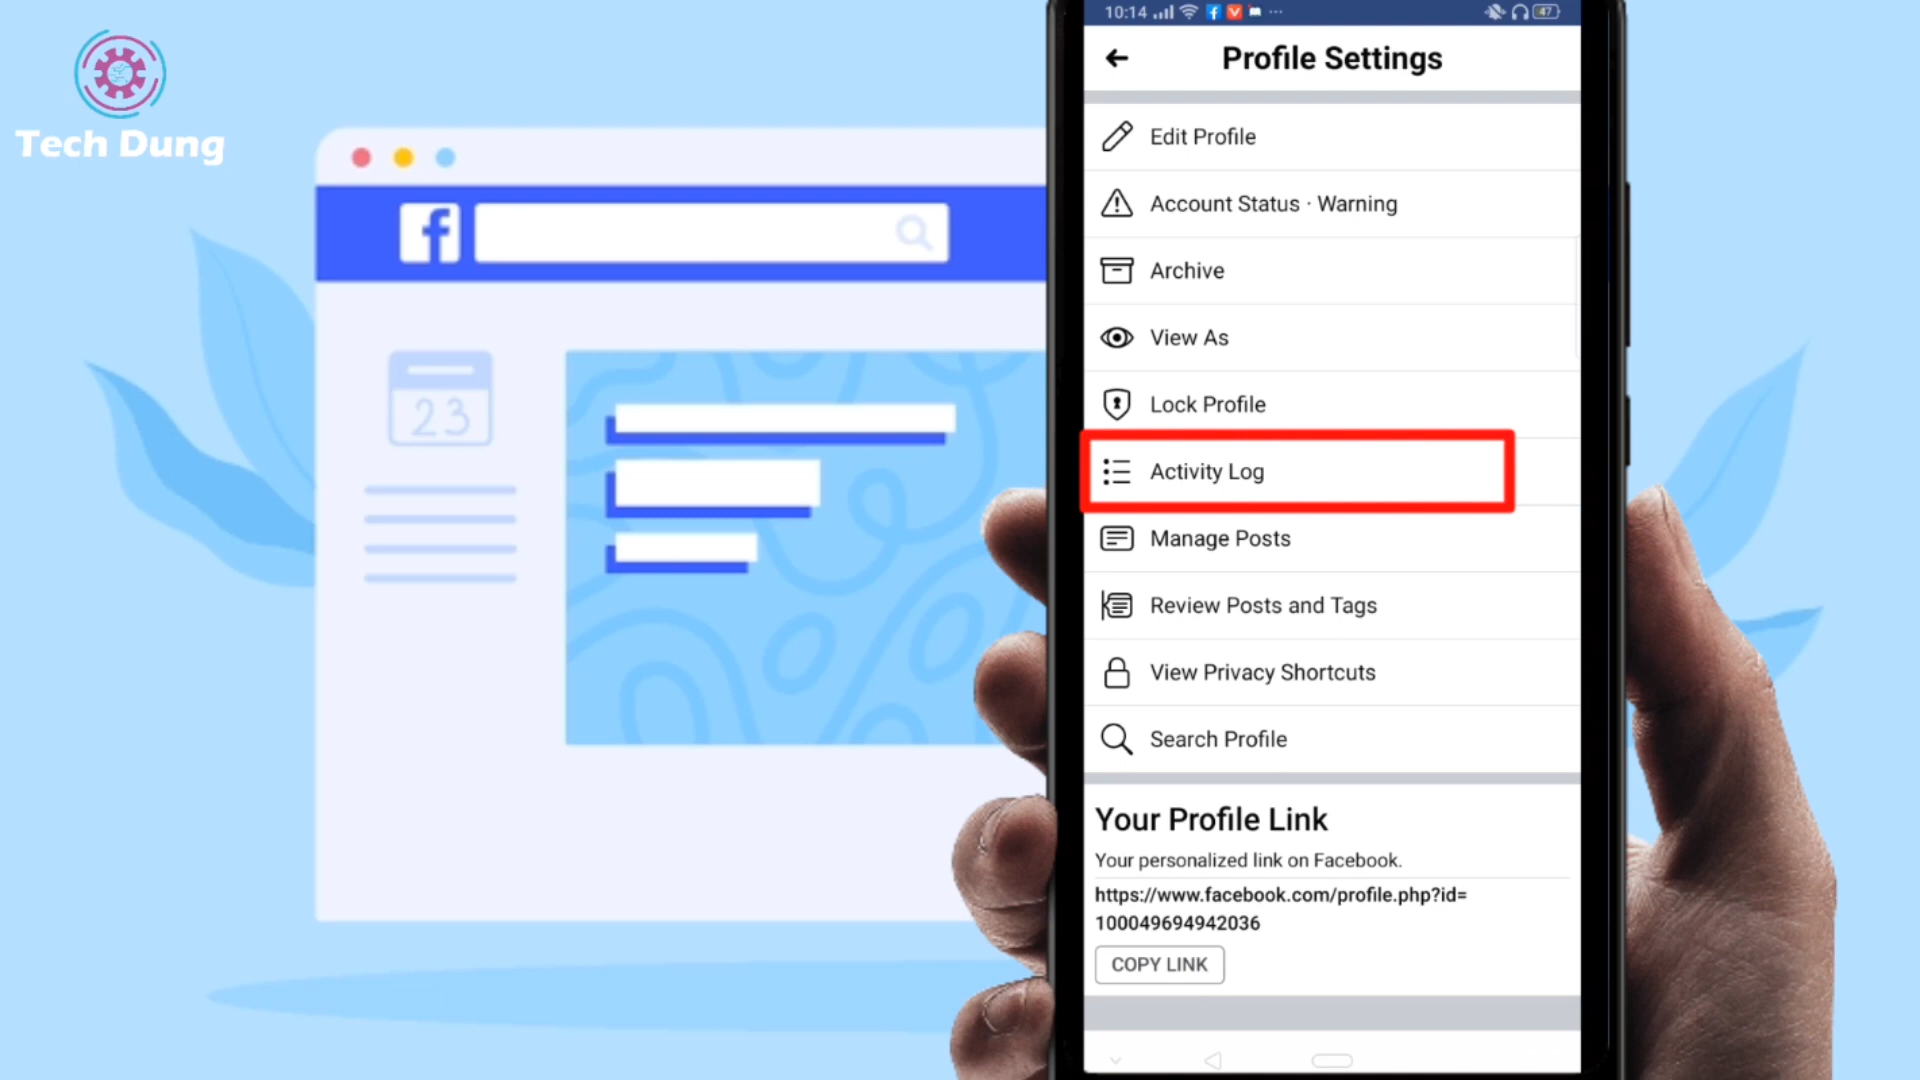 Tech Dung
23
10:14
47
Profile Settings
Edit Profile
Account Status · Warning
Archive
View As
Lock Profile
Activity Log
Manage Posts
Review Posts and Tags
View Privacy Shortcuts
Search Profile
Your Profile Link
Your personalized link on Facebook.
https://www.facebook.com/profile.php?id=
100049694942036
COPY LINK